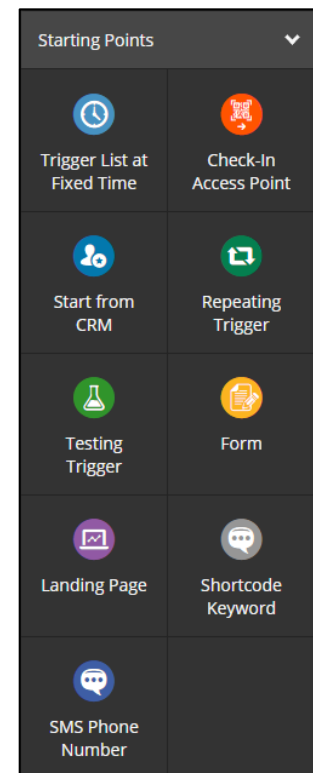 Starting Points
Trigger List at
Fixed Time
Check-In
Access Point
Start from
CRM
Repeating
Trigger
Testing
Trigger
Form
Landing Page
Shortcode
Keyword
SMS Phone
Number